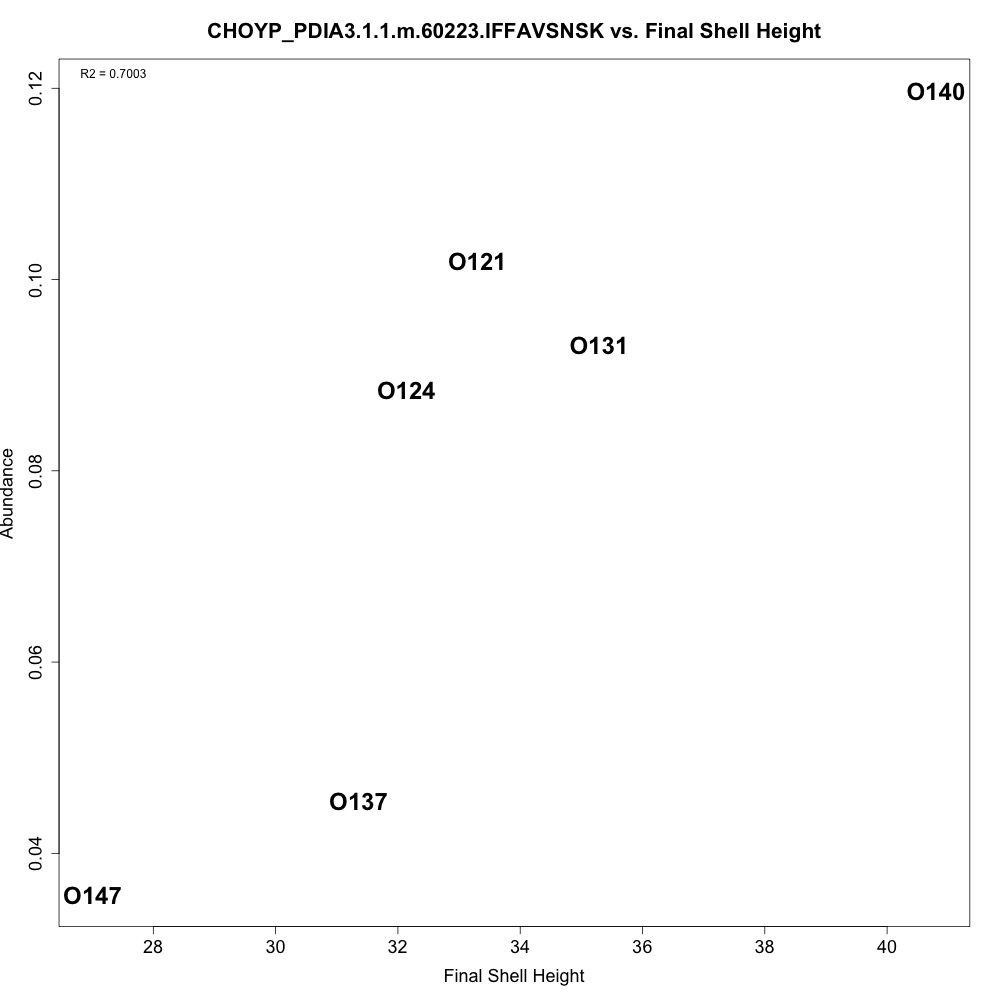 CHOYP_PDIA3.1.1.m.60223.IFFAVSNSK vs. Final Shell Height
R2 = 0.7003
0.12
O140
O121
0.10
O131
O124
Abundance
0.08
0.06
O137
0.04
O147
28 30 32 34 36 38 40
Final Shell Height